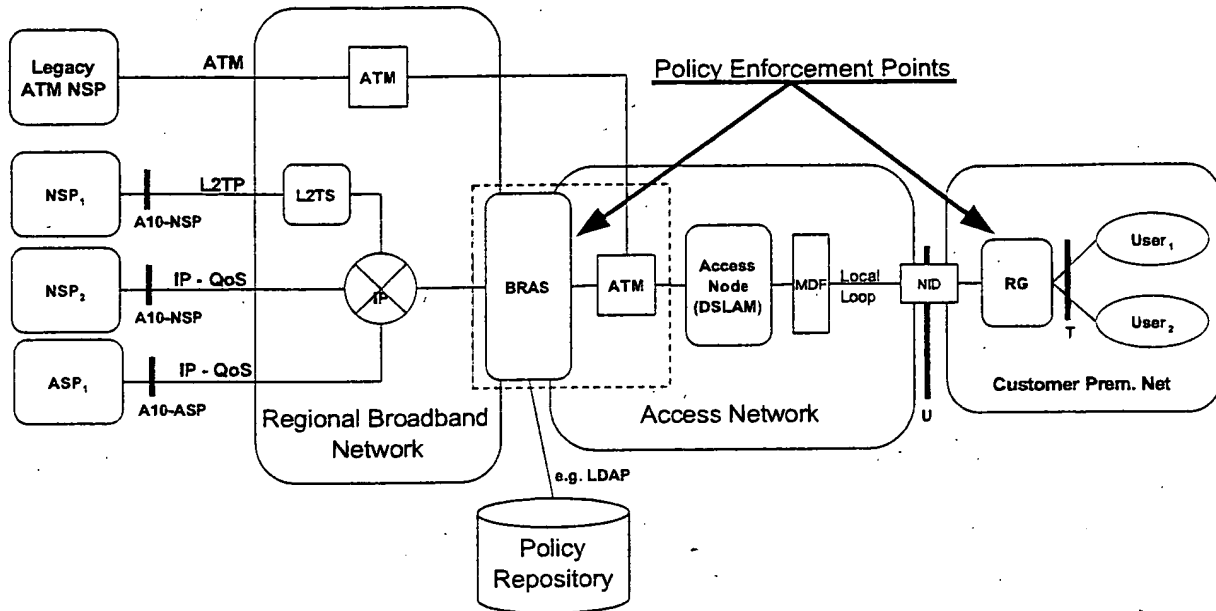 Legacy
ATM NSP
ATM
ATM
Policy Enforcement Points
NSP₁
L2TP
A10-NSP
L2TS
NSP₂
IP - QoS
A10-NSP
IP
ASP₁
IP - QoS
A10-ASP
Regional Broadband
Network
BRAS
ATM
Access
Node
(DSLAM)
MDF
Local
Loop
Access Network
NID
U
RG
T
User₁
User₂
Customer Prem. Net
e.g. LDAP
Policy
Repository